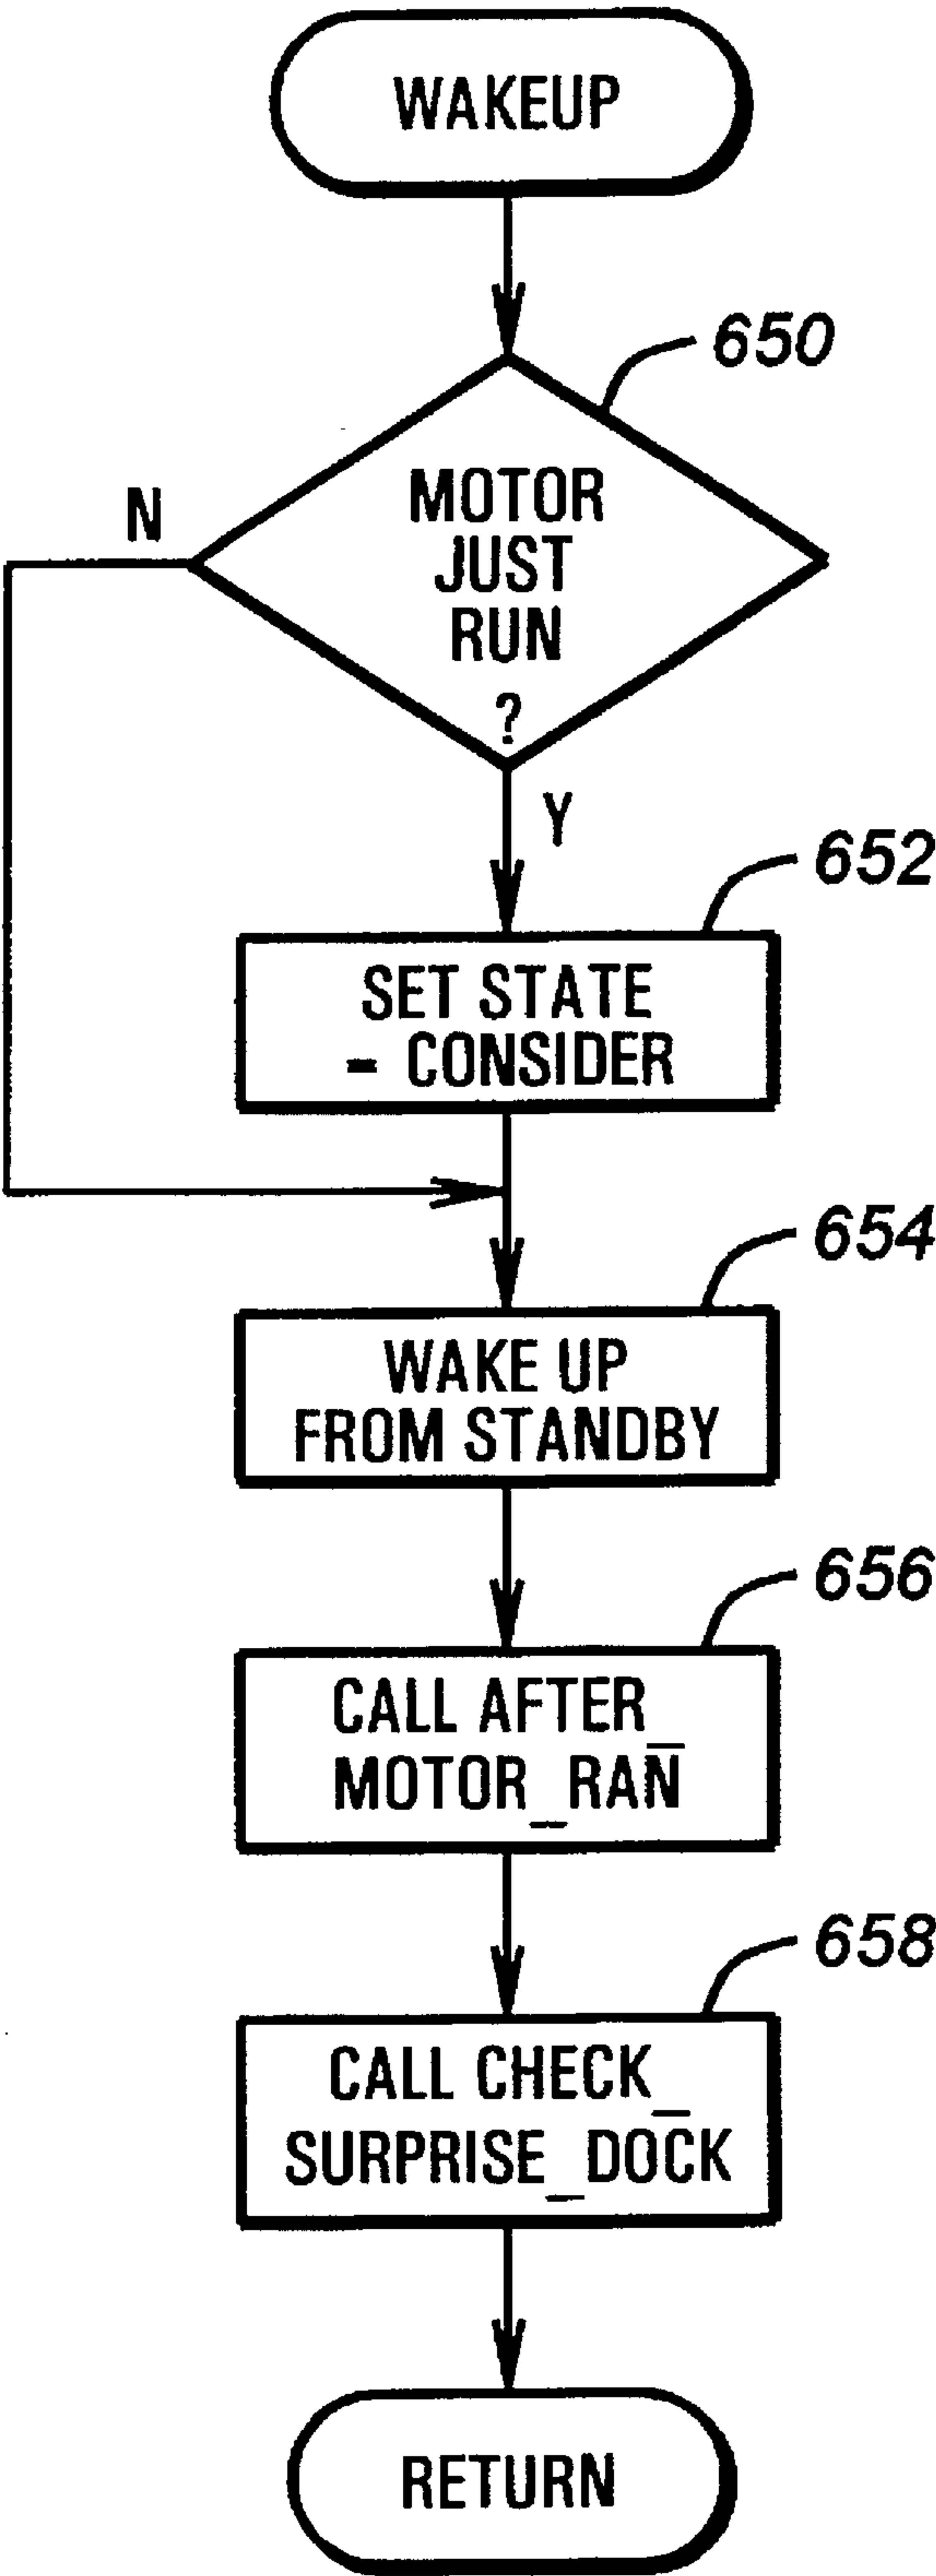 WAKEUP
650
MOTOR
JUST
RUN
?
N
Y
652
SET STATE
= CONSIDER
654
WAKE UP
FROM STANDBY
656
CALL AFTER_
MOTOR_RAN
658
CALL CHECK_
SURPRISE_DOCK
RETURN